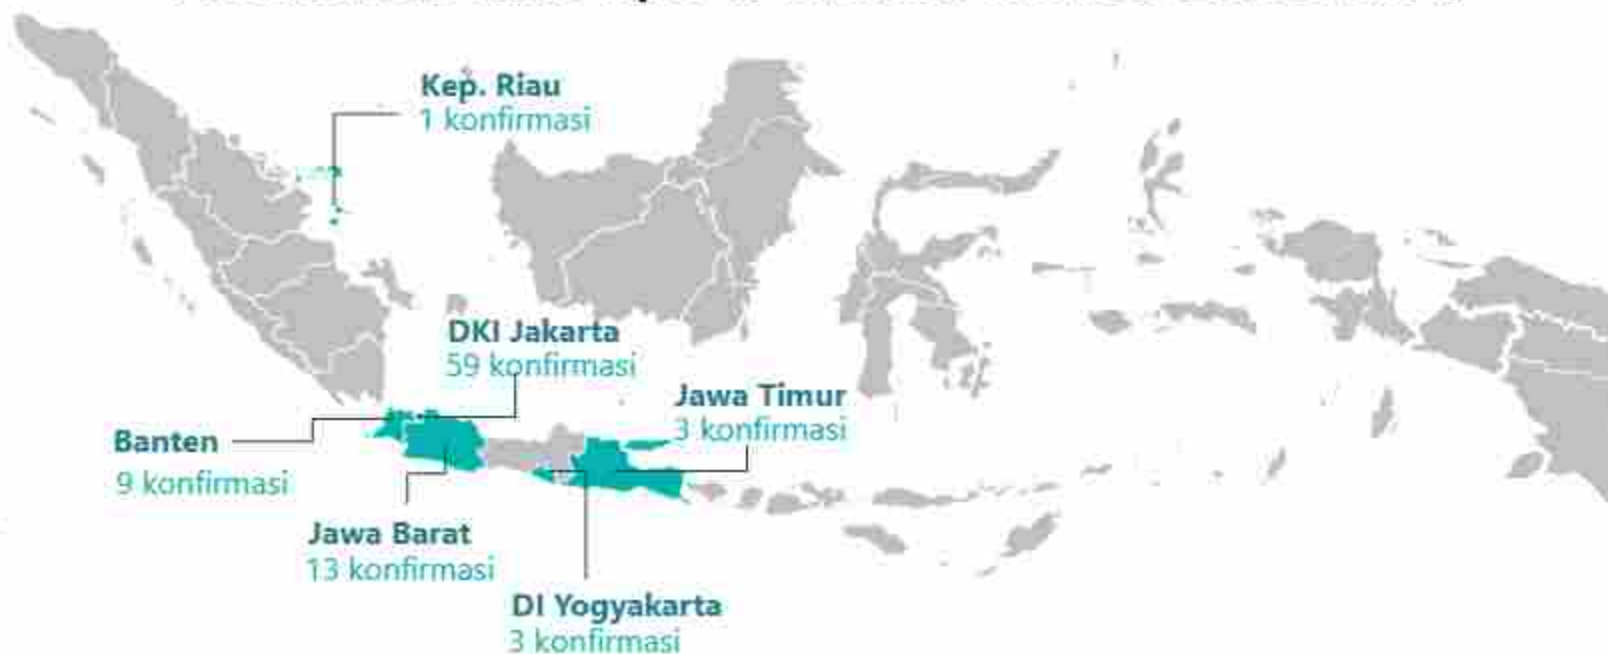 Kep. Riau
1 konfirmasi
DKI Jakarta
59 konfirmasi
Jawa Timur
3 konfirmasi
Banten
9 konfirmasi
Jawa Barat
13 konfirmasi
DI Yogyakarta
3 konfirmasi